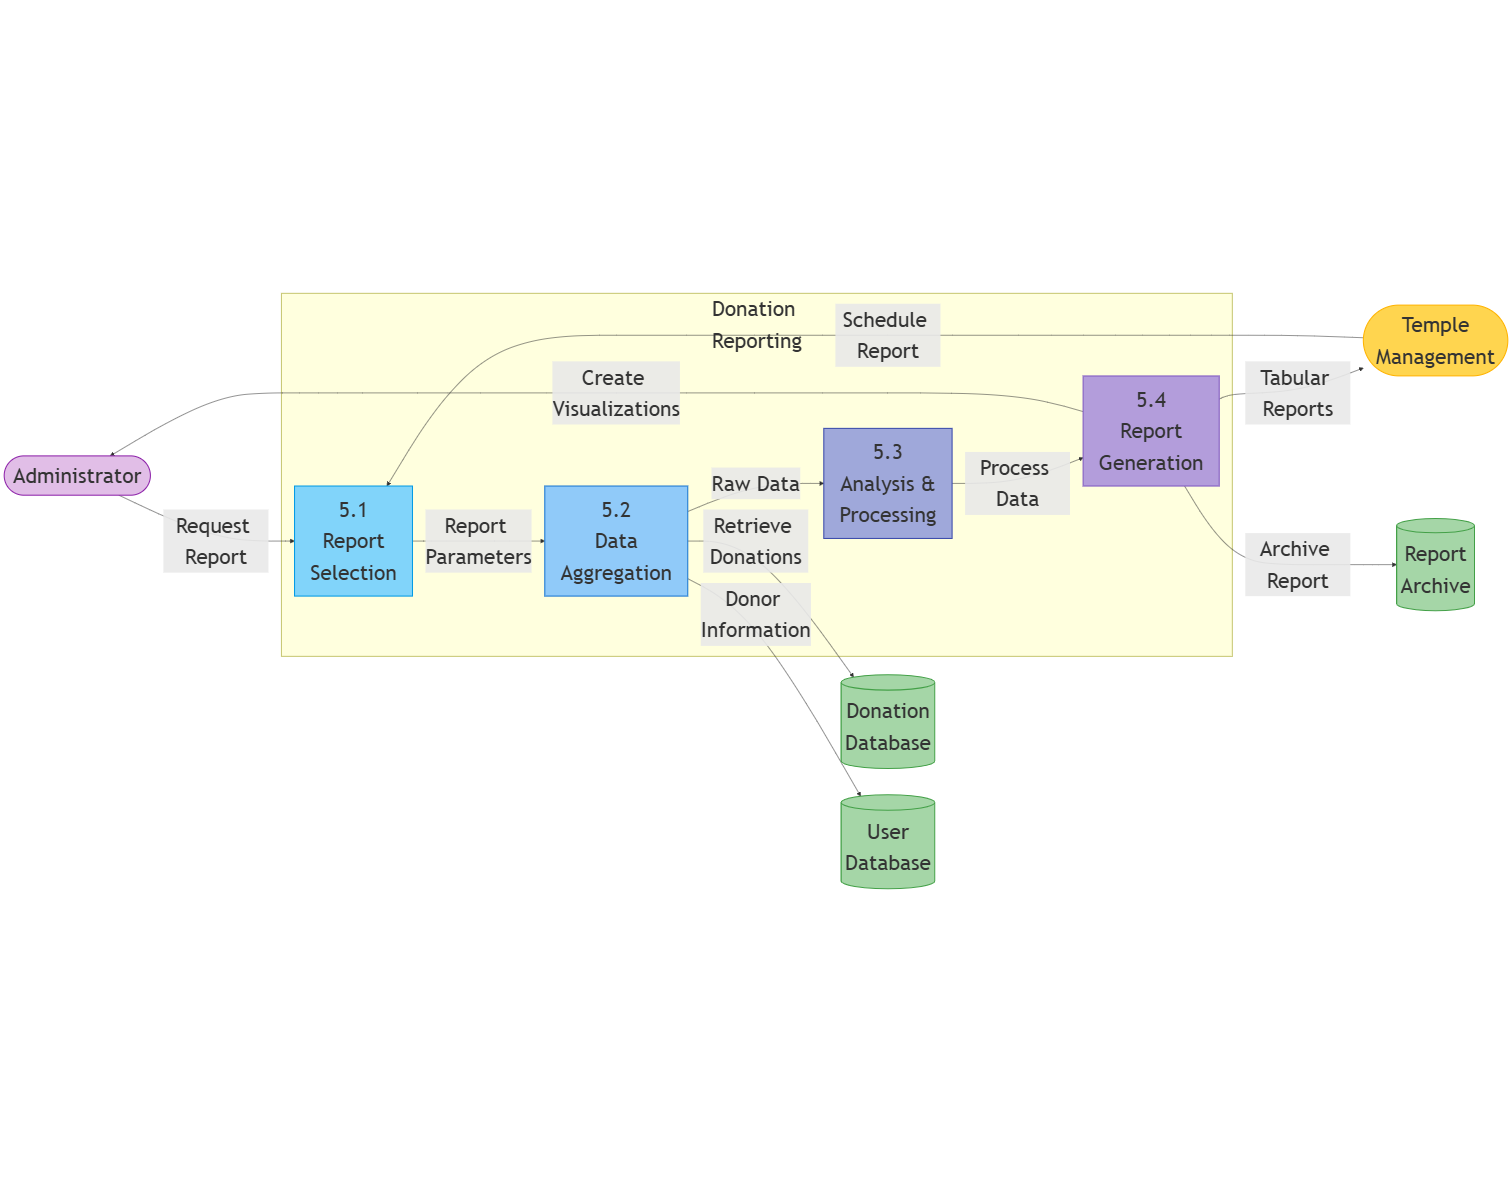 Donation
Reporting
Schedule
Report
Temple
Management
Create
Visualizations
Tabular
Reports
5.4
Report
Generation
Administrator
5.3
Analysis &
Processing
Process
Data
Raw Data
Request
Report
5.1
Report
Selection
Report
Parameters
5.2
Data
Aggregation
Retrieve
Donations
Donor
Information
Archive
Report
Report
Archive
Donation
Database
User
Database